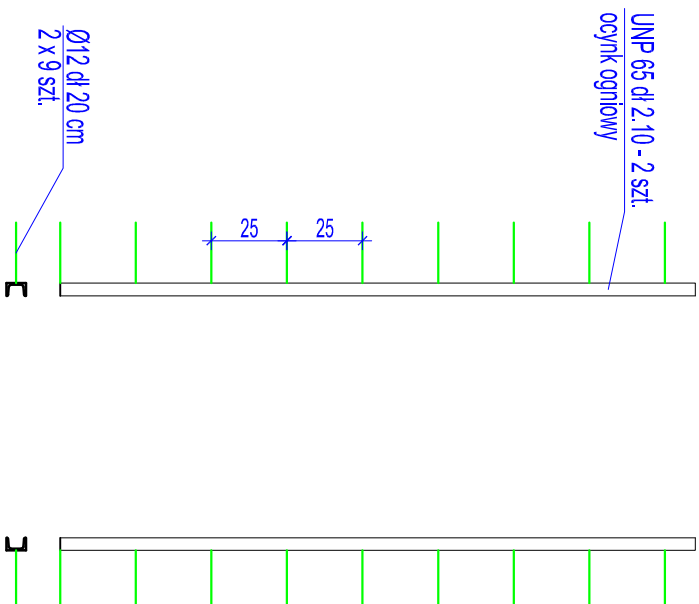 UNP 65 dł 2.10 - 2 szt.
ocynk ogniowy
Ø12 dł 20 cm
2 x 9 szt.
25
25